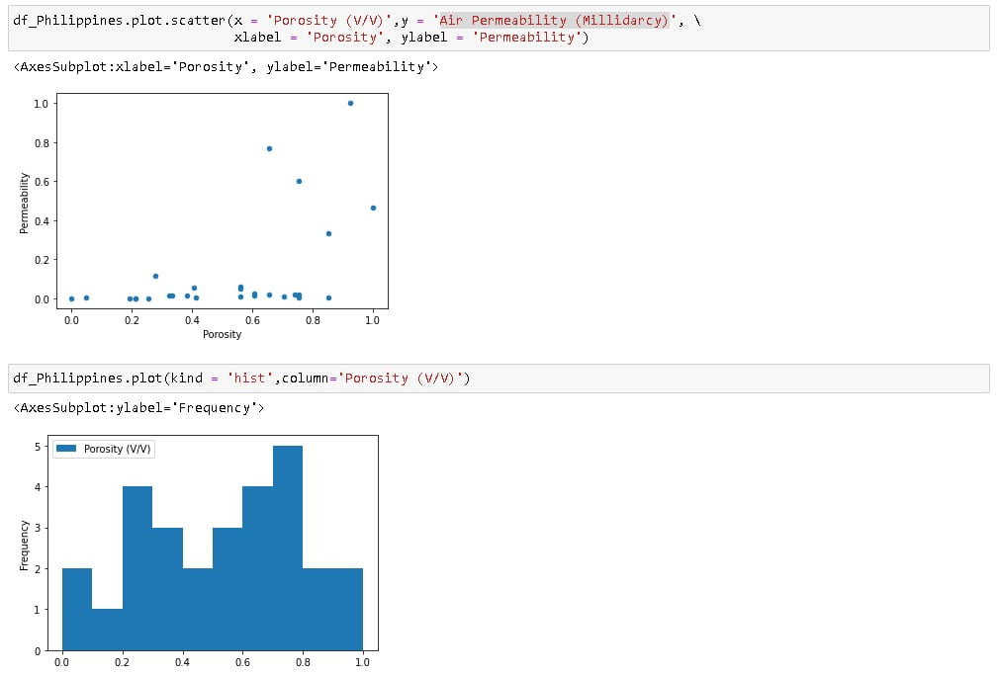 df_Philippines.plot.scatter(x = 'Porosity (V/V)',y = 'Air Permeability (Millidarcy)', \
xlabel = 'Porosity', ylabel = 'Permeability')
<AxesSubplot:xlabel='Porosity', ylabel='Permeability'>
1.0
0.8
0.6
0.4
0.2
0.0
Permeability
0.0 0.2 0.4 0.6 0.8 1.0
Porosity
df_Philippines.plot(kind = 'hist',column='Porosity (V/V)')
<AxesSubplot:ylabel='Frequency'>
Porosity (V/V)
5
4
3
2
1
0
Frequency
0.0 0.2 0.4 0.6 0.8 1.0